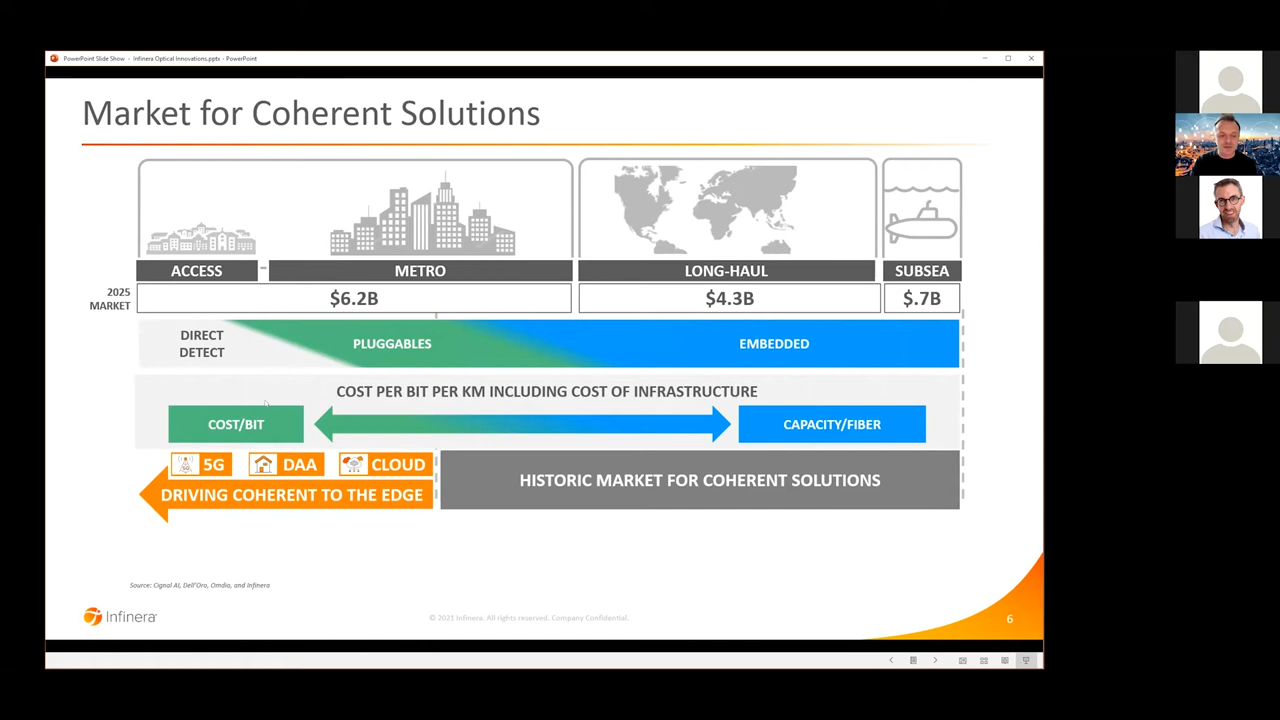 PowerPoint Slide Show - Infinera Optical Innovations.pptx - PowerPoint
Market for Coherent Solutions
ACCESS
METRO
LONG-HAUL
SUBSEA
2025
MARKET
$6.2B
$4.3B
$.7B
DIRECT
DETECT
PLUGGABLES
EMBEDDED
COST PER BIT PER KM INCLUDING COST OF INFRASTRUCTURE
COST/BIT
CAPACITY/FIBER
5G
DAA
CLOUD
DRIVING COHERENT TO THE EDGE
HISTORIC MARKET FOR COHERENT SOLUTIONS
Source: Cignal AI, Dell'Oro, Omdia, and Infinera
Infinera
© 2021 Infinera. All rights reserved. Company Confidential.
6